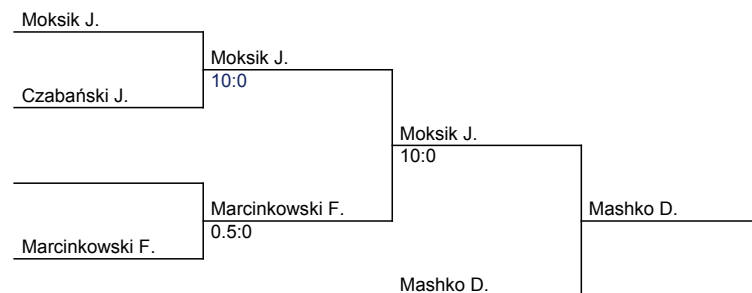 Moksik J.
Moksik J.
10:0
Czabański J.
Moksik J.
10:0
Marcinkowski F.
0.5:0
Mashko D.
Marcinkowski F.
Mashko D.